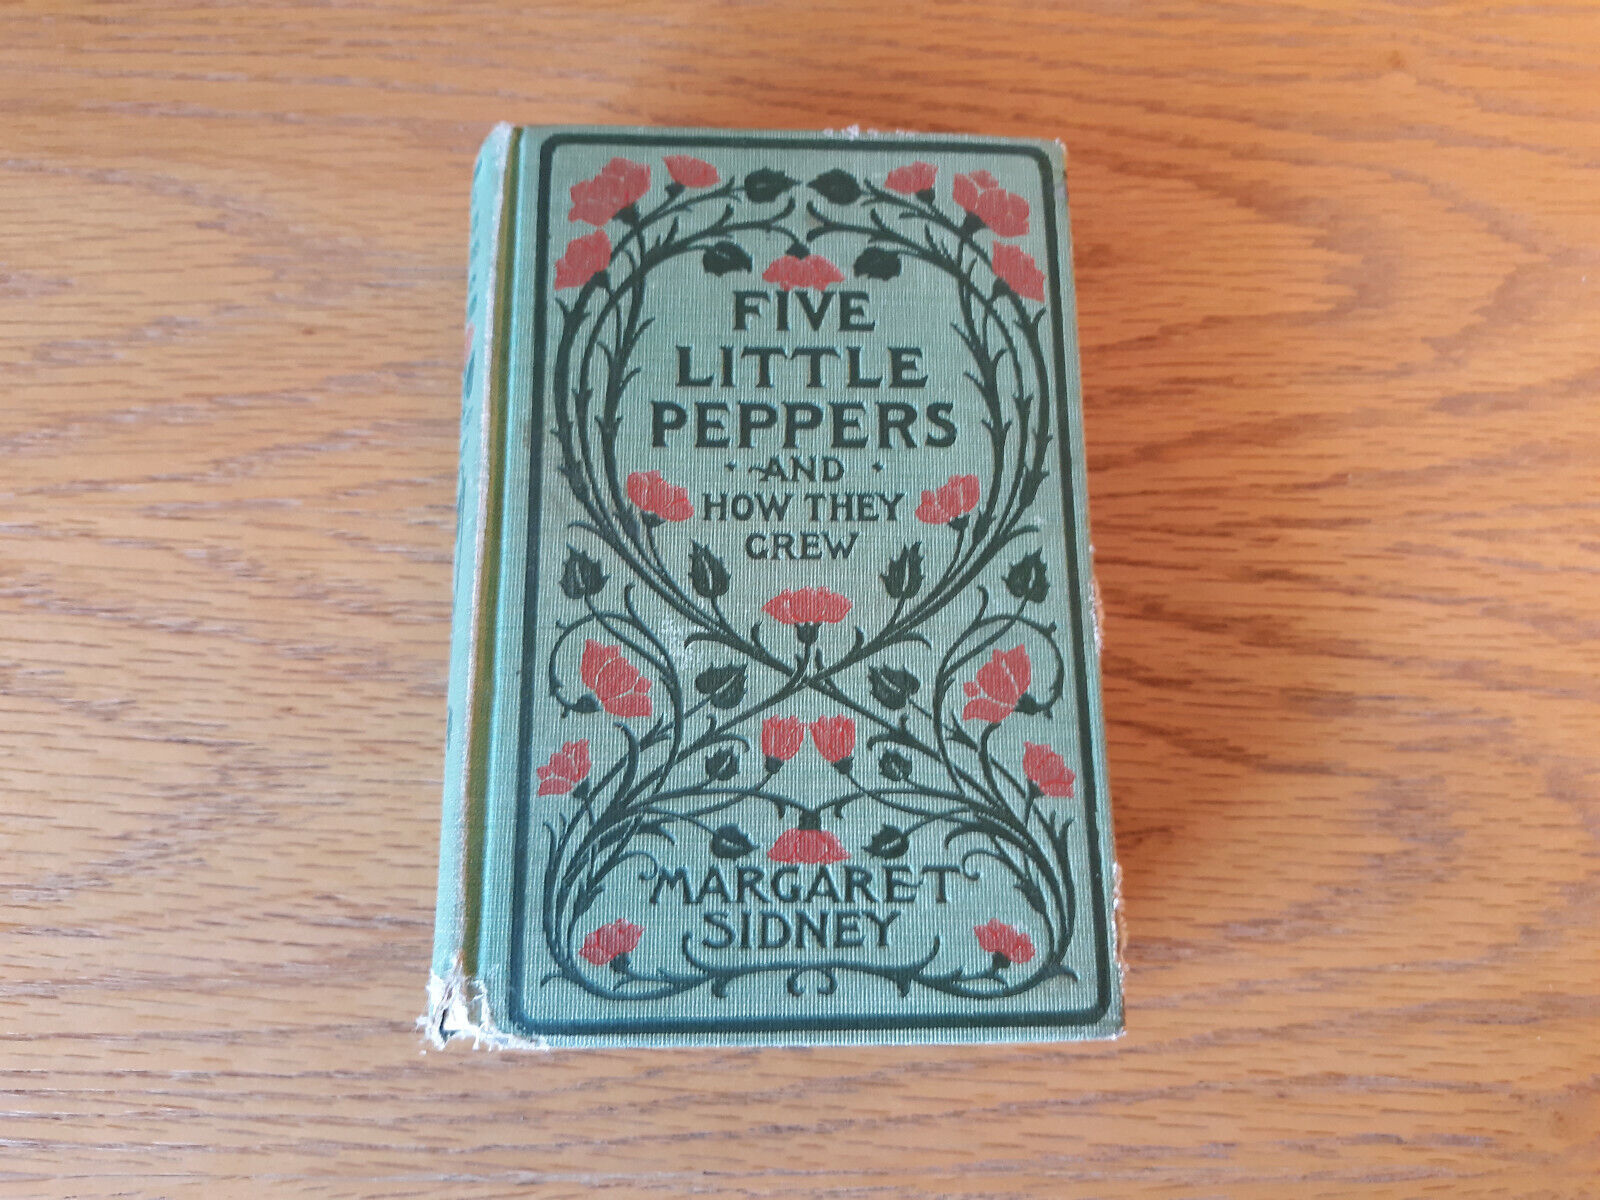 FIVE
LITTLE
PEPPERS
· AND ·
HOW THEY
GREW
MARGARET
SIDNEY